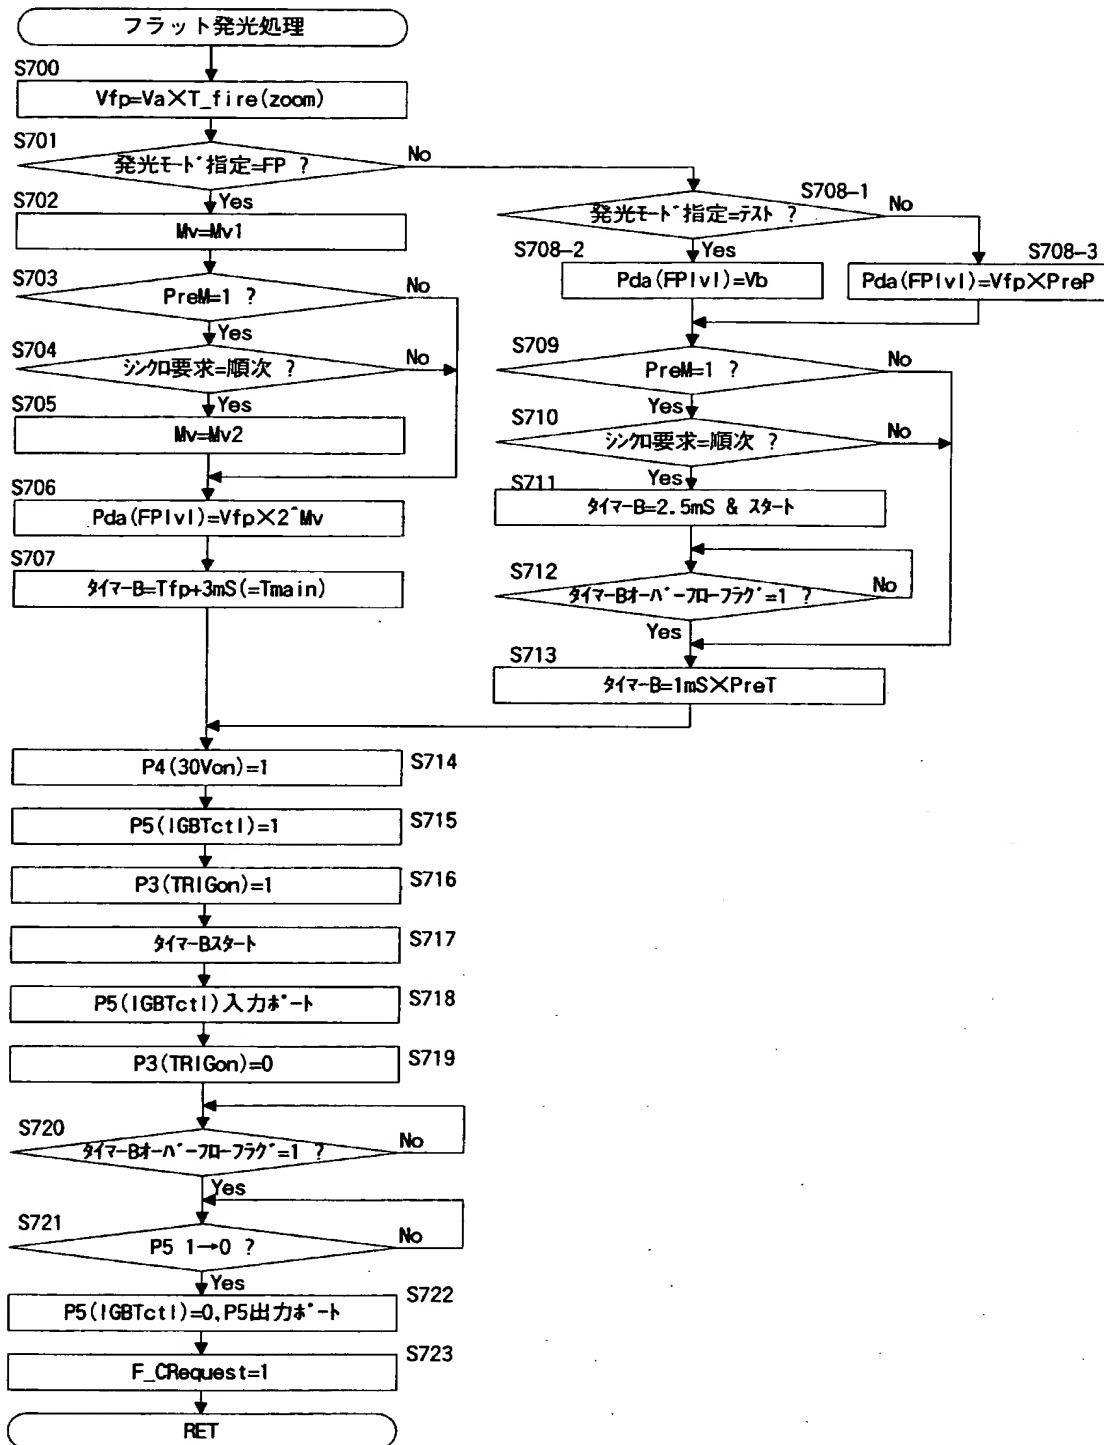 フラット発光処理
S700
Vfp=Va×T_fire(zoom)
S701
発光モード指定=FP ?
No
Yes
S702
Mv=Mv1
S703
PreM=1 ?
No
Yes
S704
シンクロ要求=順次 ?
No
Yes
S705
Mv=Mv2
S706
Pda(FPlvl)=Vfp×2^Mv
S707
タイマーB=Tfp+3mS(=Tmain)
S708-1
発光モード指定=テスト ?
No
Yes
S708-2
Pda(FPlvl)=Vb
S708-3
Pda(FPlvl)=Vfp×PreP
S709
PreM=1 ?
No
Yes
S710
シンクロ要求=順次 ?
No
Yes
S711
タイマーB=2.5mS & スタート
S712
タイマーBオーバーフローフラグ=1 ?
No
Yes
S713
タイマーB=1mS×PreT
P4(30Von)=1
S714
P5(IGBTctl)=1
S715
P3(TRIGon)=1
S716
タイマーBスタート
S717
P5(IGBTctl)入力ポート
S718
P3(TRIGon)=0
S719
S720
タイマーBオーバーフローフラグ=1 ?
No
Yes
S721
P5 1→0 ?
No
Yes
S722
P5(IGBTctl)=0,P5出力ポート
S723
F_CRequest=1
RET